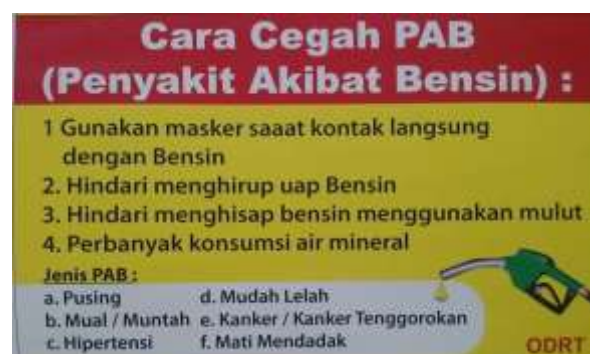 Cara Cegah PAB
(Penyakit Akibat Bensin) :
1 Gunakan masker saaat kontak langsung
dengan Bensin
2. Hindari menghirup uap Bensin
3. Hindari menghisap bensin menggunakan mulut
4. Perbanyak konsumsi air mineral
Jenis PAB :
a. Pusing d. Mudah Lelah
b. Mual / Muntah e. Kanker / Kanker Tenggorokan
c. Hipertensi f. Mati Mendadak
ODRT